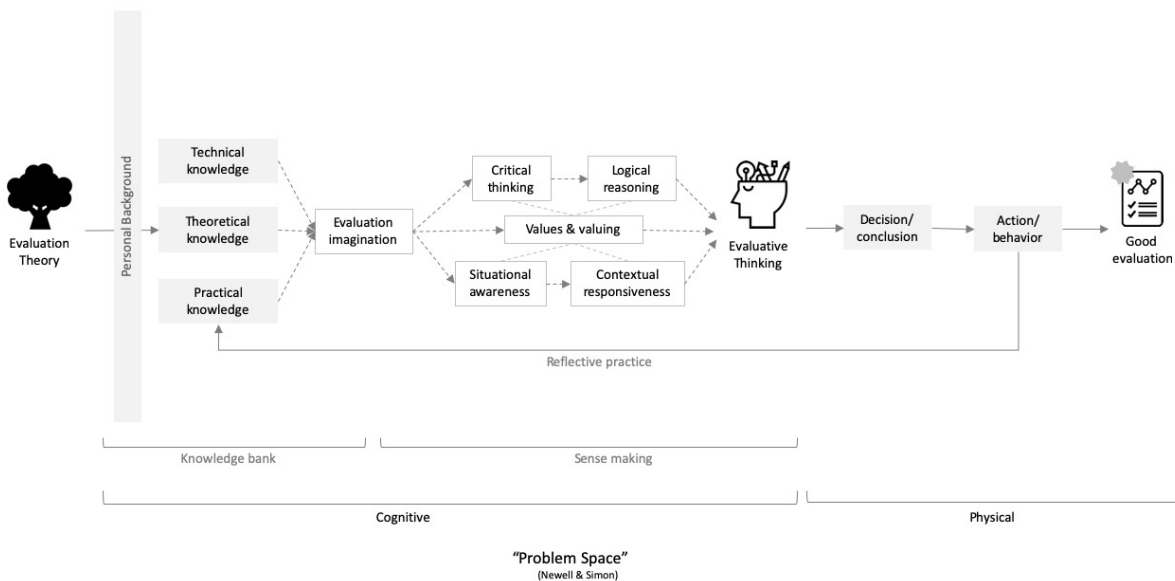 Evaluation
Theory
Personal Background
Technical
knowledge
Theoretical
knowledge
Practical
knowledge
Evaluation
imagination
Critical
thinking
Logical
reasoning
Values & valuing
Situational
awareness
Contextual
responsiveness
Evaluative
Thinking
Decision/
conclusion
Action/
behavior
Good
evaluation
Reflective practice
Knowledge bank
Sense making
Cognitive
Physical
“Problem Space”
(Newell & Simon)